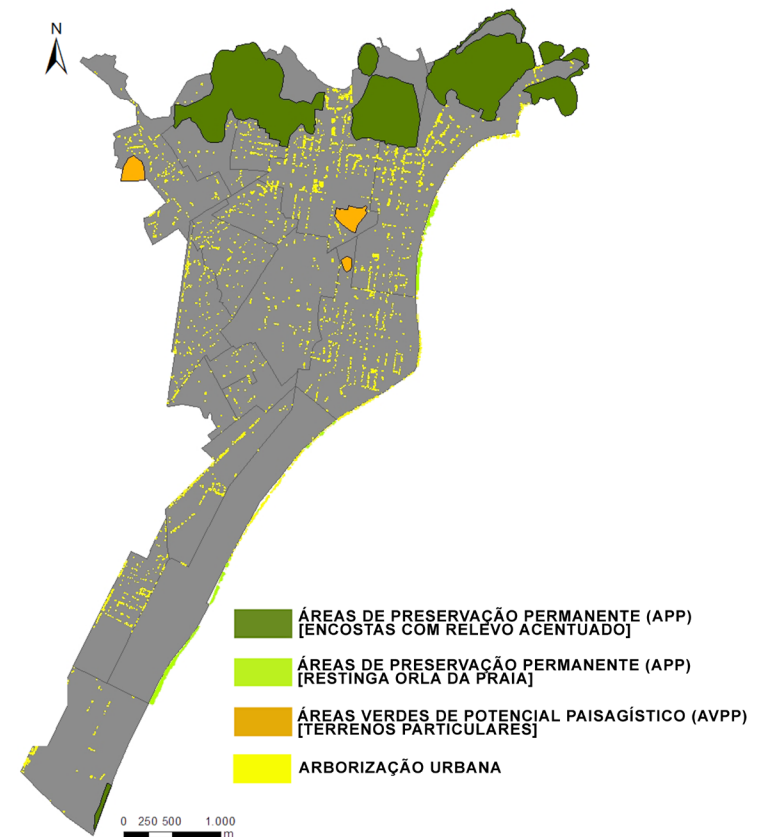 N
ÁREAS DE PRESERVAÇÃO PERMANENTE (APP)
[ENCOSTAS COM RELEVO ACENTUADO]
ÁREAS DE PRESERVAÇÃO PERMANENTE (APP)
[RESTINGA ORLA DA PRAIA]
ÁREAS VERDES DE POTENCIAL PAISAGÍSTICO (AVPP)
[TERRENOS PARTICULARES]
ARBORIZAÇÃO URBANA
0 250 500 1.000
m